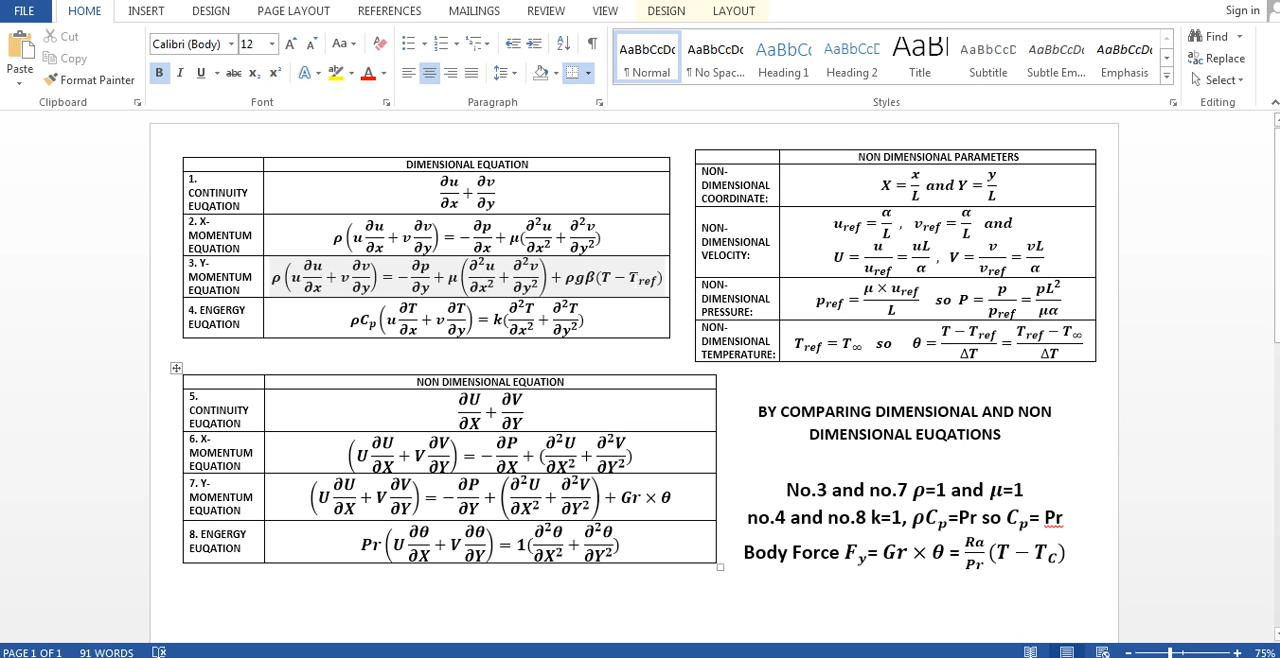 FILE HOME INSERT DESIGN PAGE LAYOUT REFERENCES MAILINGS REVIEW VIEW DESIGN LAYOUT Sign in
Paste Cut Copy Format Painter
Calibri (Body) 12 Aa
B I U abc x₂ x² A A
AaBbCcDc AaBbCcDc AaBbCc AaBbCcD AaBl AaBbCcD AaBbCcDc AaBbCcDc
¶ Normal ¶ No Spac... Heading 1 Heading 2 Title Subtitle Subtle Em... Emphasis
Find Replace Select
Clipboard Font Paragraph Styles Editing
DIMENSIONAL EQUATION
1. CONTINUITY EUQATION
∂u/∂x + ∂v/∂y
2. X-MOMENTUM EQUATION
ρ(u ∂u/∂x + v ∂v/∂y) = −∂p/∂x + μ(∂²u/∂x² + ∂²v/∂y²)
3. Y-MOMENTUM EQUATION
ρ(u ∂u/∂x + v ∂v/∂y) = −∂p/∂y + μ(∂²u/∂x² + ∂²v/∂y²) + ρgβ(T − T_ref)
4. ENGERGY EUQATION
ρC_p(u ∂T/∂x + v ∂T/∂y) = k(∂²T/∂x² + ∂²T/∂y²)
NON DIMENSIONAL PARAMETERS
NON-DIMENSIONAL COORDINATE:
X = x/L and Y = y/L
NON-DIMENSIONAL VELOCITY:
u_ref = α/L , v_ref = α/L and
U = u/u_ref = uL/α , V = v/v_ref = vL/α
NON-DIMENSIONAL PRESSURE:
p_ref = μ × u_ref/L so P = p/p_ref = pL²/μα
NON-DIMENSIONAL TEMPERATURE:
T_ref = T_∞ so θ = T − T_ref/ΔT = T_ref − T_∞/ΔT
NON DIMENSIONAL EQUATION
5. CONTINUITY EUQATION
∂U/∂X + ∂V/∂Y
6. X-MOMENTUM EQUATION
(U ∂U/∂X + V ∂V/∂Y) = −∂P/∂X + (∂²U/∂X² + ∂²V/∂Y²)
7. Y-MOMENTUM EQUATION
(U ∂U/∂X + V ∂V/∂Y) = −∂P/∂Y + (∂²U/∂X² + ∂²V/∂Y²) + Gr × θ
8. ENGERGY EUQATION
Pr(U ∂θ/∂X + V ∂θ/∂Y) = 1(∂²θ/∂X² + ∂²θ/∂Y²)
BY COMPARING DIMENSIONAL AND NON
DIMENSIONAL EUQATIONS
No.3 and no.7 ρ=1 and μ=1
no.4 and no.8 k=1, ρC_p=Pr so C_p= Pr
Body Force F_y= Gr × θ = Ra/Pr (T − T_C)
PAGE 1 OF 1 91 WORDS 75%